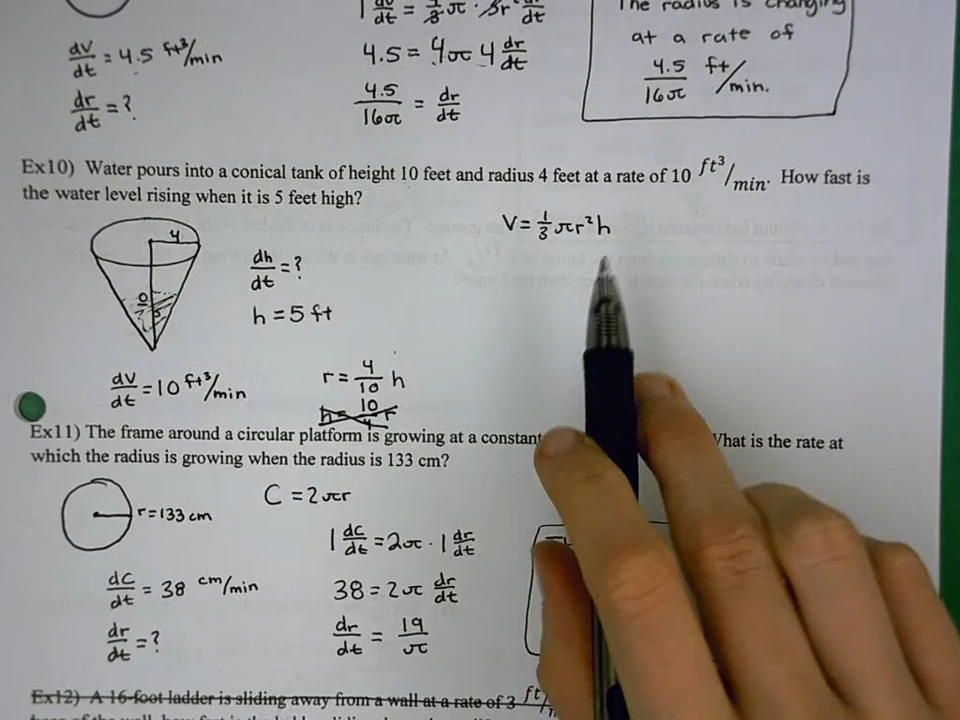 1 dV/dt = 4/3 π · 3r² dr/dt
The radius is changing
at a rate of
4.5/16π ft/min.
dV/dt = 4.5 ft³/min
4.5 = 4π 4 dr/dt
dr/dt = ?
4.5/16π = dr/dt
Ex10) Water pours into a conical tank of height 10 feet and radius 4 feet at a rate of 10 ft³/min. How fast is
the water level rising when it is 5 feet high?
V = 1/3 πr²h
4
10
5
dh/dt = ?
h = 5 ft
dV/dt = 10 ft³/min
r = 4/10 h
h = 10/4 r
Ex11) The frame around a circular platform is growing at a constant What is the rate at
which the radius is growing when the radius is 133 cm?
r = 133 cm
C = 2πr
1 dC/dt = 2π · 1 dr/dt
dC/dt = 38 cm/min
38 = 2π dr/dt
dr/dt = ?
dr/dt = 19/π
Ex12) A 16-foot ladder is sliding away from a wall at a rate of 3 ft/